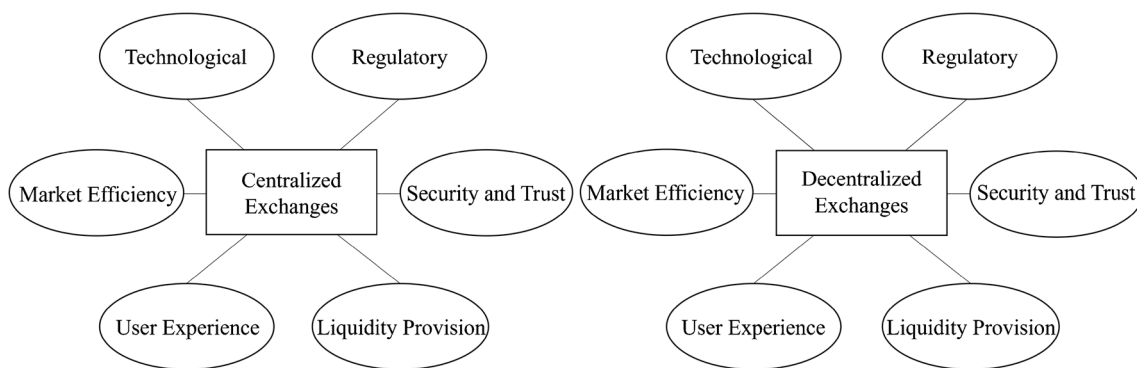 Technological
Regulatory
Market Efficiency
Centralized
Exchanges
Security and Trust
User Experience
Liquidity Provision
Technological
Regulatory
Market Efficiency
Decentralized
Exchanges
Security and Trust
User Experience
Liquidity Provision